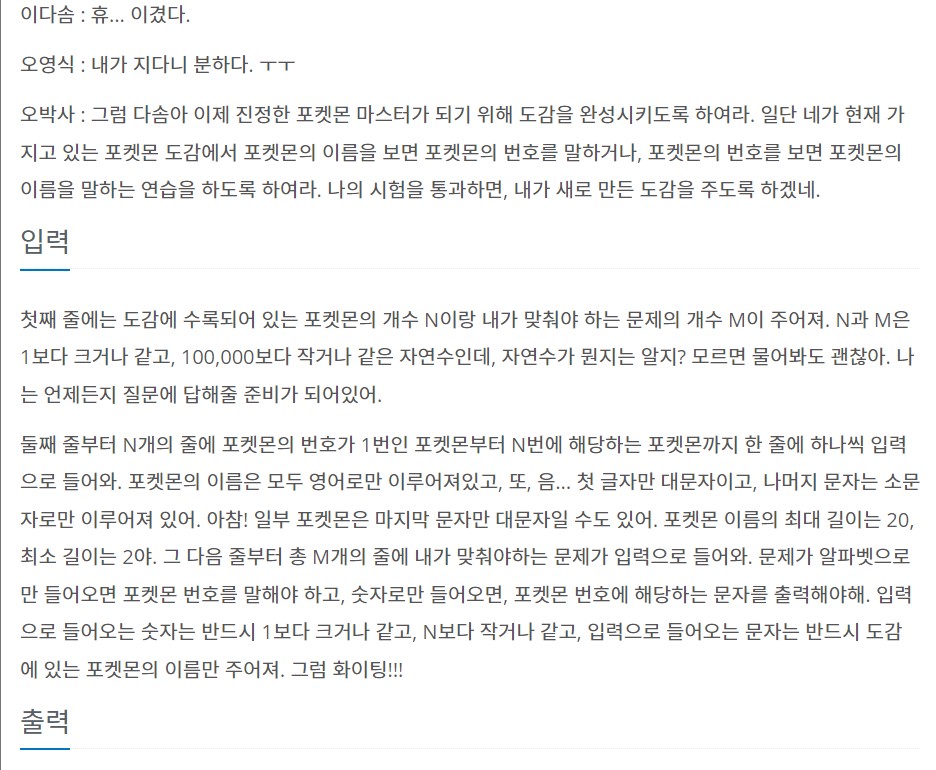 이다솜 : 휴... 이겼다.
오영식 : 내가 지다니 분하다. ㅜㅜ
오박사 : 그럼 다솜아 이제 진정한 포켓몬 마스터가 되기 위해 도감을 완성시키도록 하여라. 일단 네가 현재 가
지고 있는 포켓몬 도감에서 포켓몬의 이름을 보면 포켓몬의 번호를 말하거나, 포켓몬의 번호를 보면 포켓몬의
이름을 말하는 연습을 하도록 하여라. 나의 시험을 통과하면, 내가 새로 만든 도감을 주도록 하겠네.
입력
첫째 줄에는 도감에 수록되어 있는 포켓몬의 개수 N이랑 내가 맞춰야 하는 문제의 개수 M이 주어져. N과 M은
1보다 크거나 같고, 100,000보다 작거나 같은 자연수인데, 자연수가 뭔지는 알지? 모르면 물어봐도 괜찮아. 나
는 언제든지 질문에 답해줄 준비가 되어있어.
둘째 줄부터 N개의 줄에 포켓몬의 번호가 1번인 포켓몬부터 N번에 해당하는 포켓몬까지 한 줄에 하나씩 입력
으로 들어와. 포켓몬의 이름은 모두 영어로만 이루어져있고, 또, 음... 첫 글자만 대문자이고, 나머지 문자는 소문
자로만 이루어져 있어. 아참! 일부 포켓몬은 마지막 문자만 대문자일 수도 있어. 포켓몬 이름의 최대 길이는 20,
최소 길이는 2야. 그 다음 줄부터 총 M개의 줄에 내가 맞춰야하는 문제가 입력으로 들어와. 문제가 알파벳으로
만 들어오면 포켓몬 번호를 말해야 하고, 숫자로만 들어오면, 포켓몬 번호에 해당하는 문자를 출력해야해. 입력
으로 들어오는 숫자는 반드시 1보다 크거나 같고, N보다 작거나 같고, 입력으로 들어오는 문자는 반드시 도감
에 있는 포켓몬의 이름만 주어져. 그럼 화이팅!!!
출력